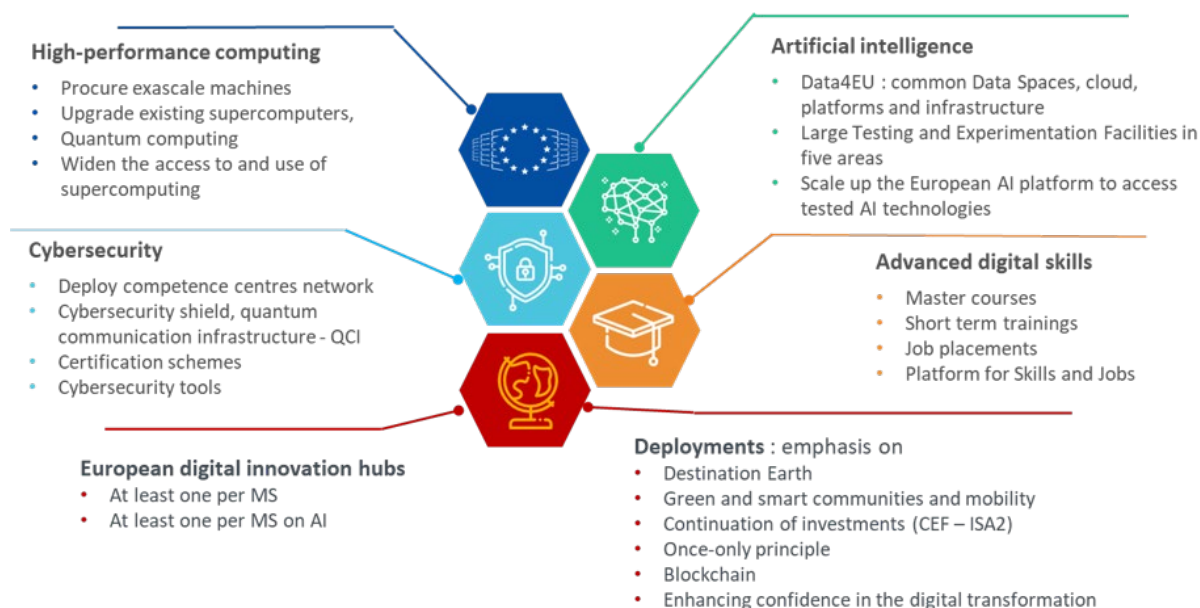 High-performance computing
• Procure exascale machines
• Upgrade existing supercomputers,
• Quantum computing
• Widen the access to and use of
supercomputing
Artificial intelligence
• Data4EU : common Data Spaces, cloud,
platforms and infrastructure
• Large Testing and Experimentation Facilities in
five areas
• Scale up the European AI platform to access
tested AI technologies
Cybersecurity
• Deploy competence centres network
• Cybersecurity shield, quantum
communication infrastructure - QCI
• Certification schemes
• Cybersecurity tools
Advanced digital skills
• Master courses
• Short term trainings
• Job placements
• Platform for Skills and Jobs
European digital innovation hubs
• At least one per MS
• At least one per MS on AI
Deployments : emphasis on
• Destination Earth
• Green and smart communities and mobility
• Continuation of investments (CEF – ISA2)
• Once-only principle
• Blockchain
• Enhancing confidence in the digital transformation